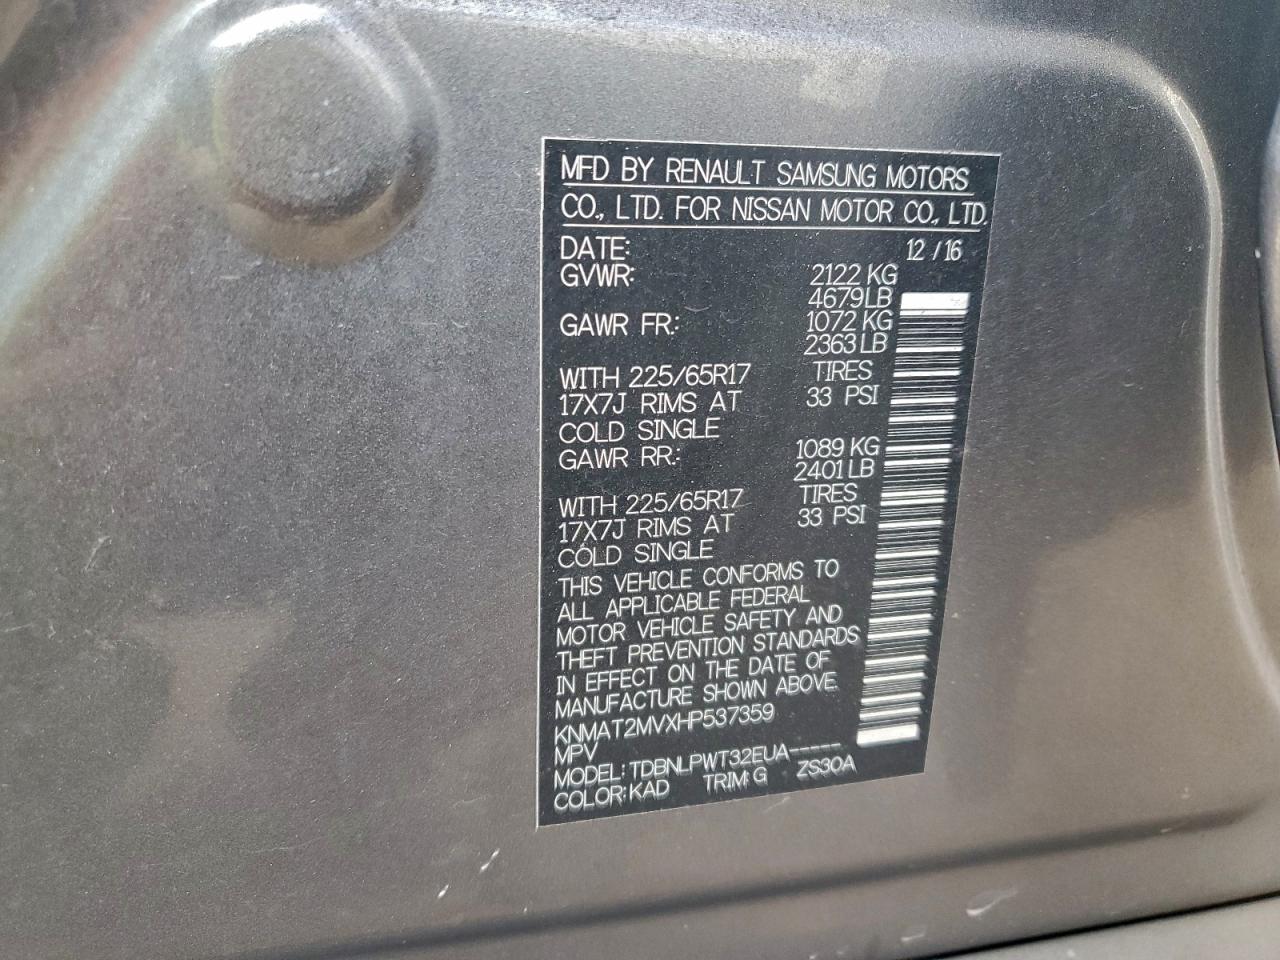 MFD BY RENAULT SAMSUNG MOTORS
CO., LTD. FOR NISSAN MOTOR CO., LTD.
DATE: 12 / 16
GVWR: 2122 KG
4679 LB
GAWR FR.: 1072 KG
2363 LB
WITH 225/65R17 TIRES
17X7J RIMS AT 33 PSI
COLD SINGLE
GAWR RR.: 1089 KG
2401 LB
WITH 225/65R17 TIRES
17X7J RIMS AT 33 PSI
COLD SINGLE
THIS VEHICLE CONFORMS TO
ALL APPLICABLE FEDERAL
MOTOR VEHICLE SAFETY AND
THEFT PREVENTION STANDARDS
IN EFFECT ON THE DATE OF
MANUFACTURE SHOWN ABOVE.
KNMAT2MVXHP537359
MPV
MODEL: TDBNLPWT32EUA-----
COLOR: KAD TRIM: G ZS30A